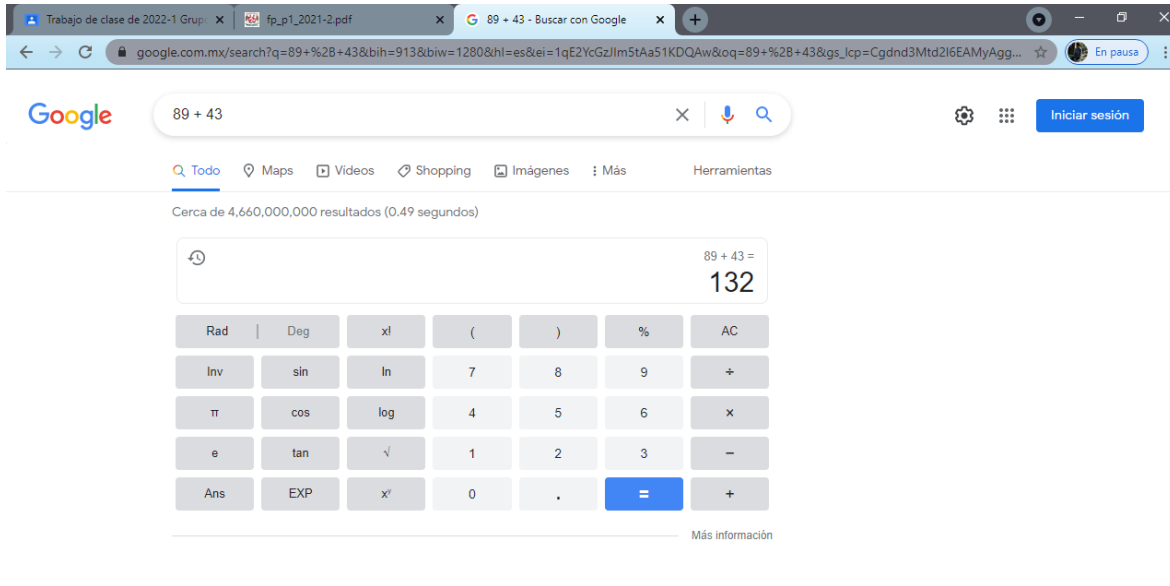 Trabajo de clase de 2022-1 Grup
fp_p1_2021-2.pdf
89 + 43 - Buscar con Google
google.com.mx/search?q=89+%2B+43&bih=913&biw=1280&hl=es&ei=1qE2YcGzJIm5tAa51KDQAw&oq=89+%2B+43&gs_lcp=Cgdnd3Mtd2l6EAMyAgg...
En pausa
Google
89 + 43
Iniciar sesión
Todo Maps Videos Shopping Imágenes Más Herramientas
Cerca de 4,660,000,000 resultados (0.49 segundos)
89 + 43 =
132
Rad | Deg x! ( ) % AC
Inv sin ln 7 8 9 ÷
π cos log 4 5 6 ×
e tan √ 1 2 3 −
Ans EXP xʸ 0 . = +
Más información